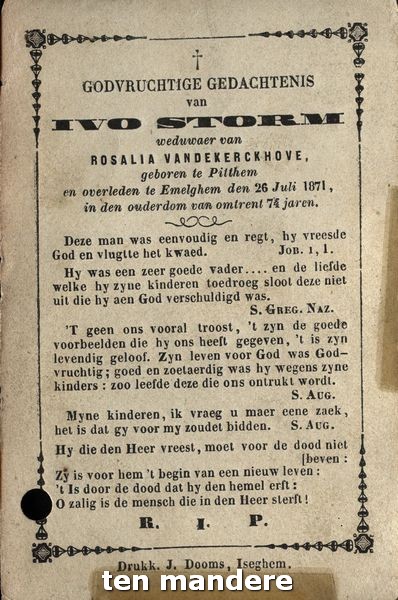 †
GODVRUCHTIGE GEDACHTENIS
van
IVO STORM
weduwaer van
ROSALIA VANDEKERCKHOVE,
geboren te Pitthem
en overleden te Emelghem den 26 Juli 1871,
in den ouderdom van omtrent 74 jaren.
Deze man was eenvoudig en regt, hy vreesde
God en vlugtte het kwaed. JOB. 1, 1.
Hy was een zeer goede vader.... en de liefde
welke hy zyne kinderen toedroeg sloot deze niet
uit die hy aen God verschuldigd was.
S. GREG. NAZ.
'T geen ons vooral troost, 't zyn de goede
voorbeelden die hy ons heeft gegeven, 't is zyn
levendig geloof. Zyn leven voor God was God-
vruchtig; goed en zoetaerdig was hy wegens zyne
kinders: zoo leefde deze die ons ontrukt wordt.
S. AUG.
Myne kinderen, ik vraeg u maer eene zaek,
het is dat gy voor my zoudet bidden. S. AUG.
Hy die den Heer vreest, moet voor de dood niet
[beven:
Zy is voor hem 't begin van een nieuw leven:
't Is door de dood dat hy den hemel erft:
O zalig is de mensch die in den Heer sterft!
R. I. P.
Drukk. J. Dooms, Iseghem.
ten mandere